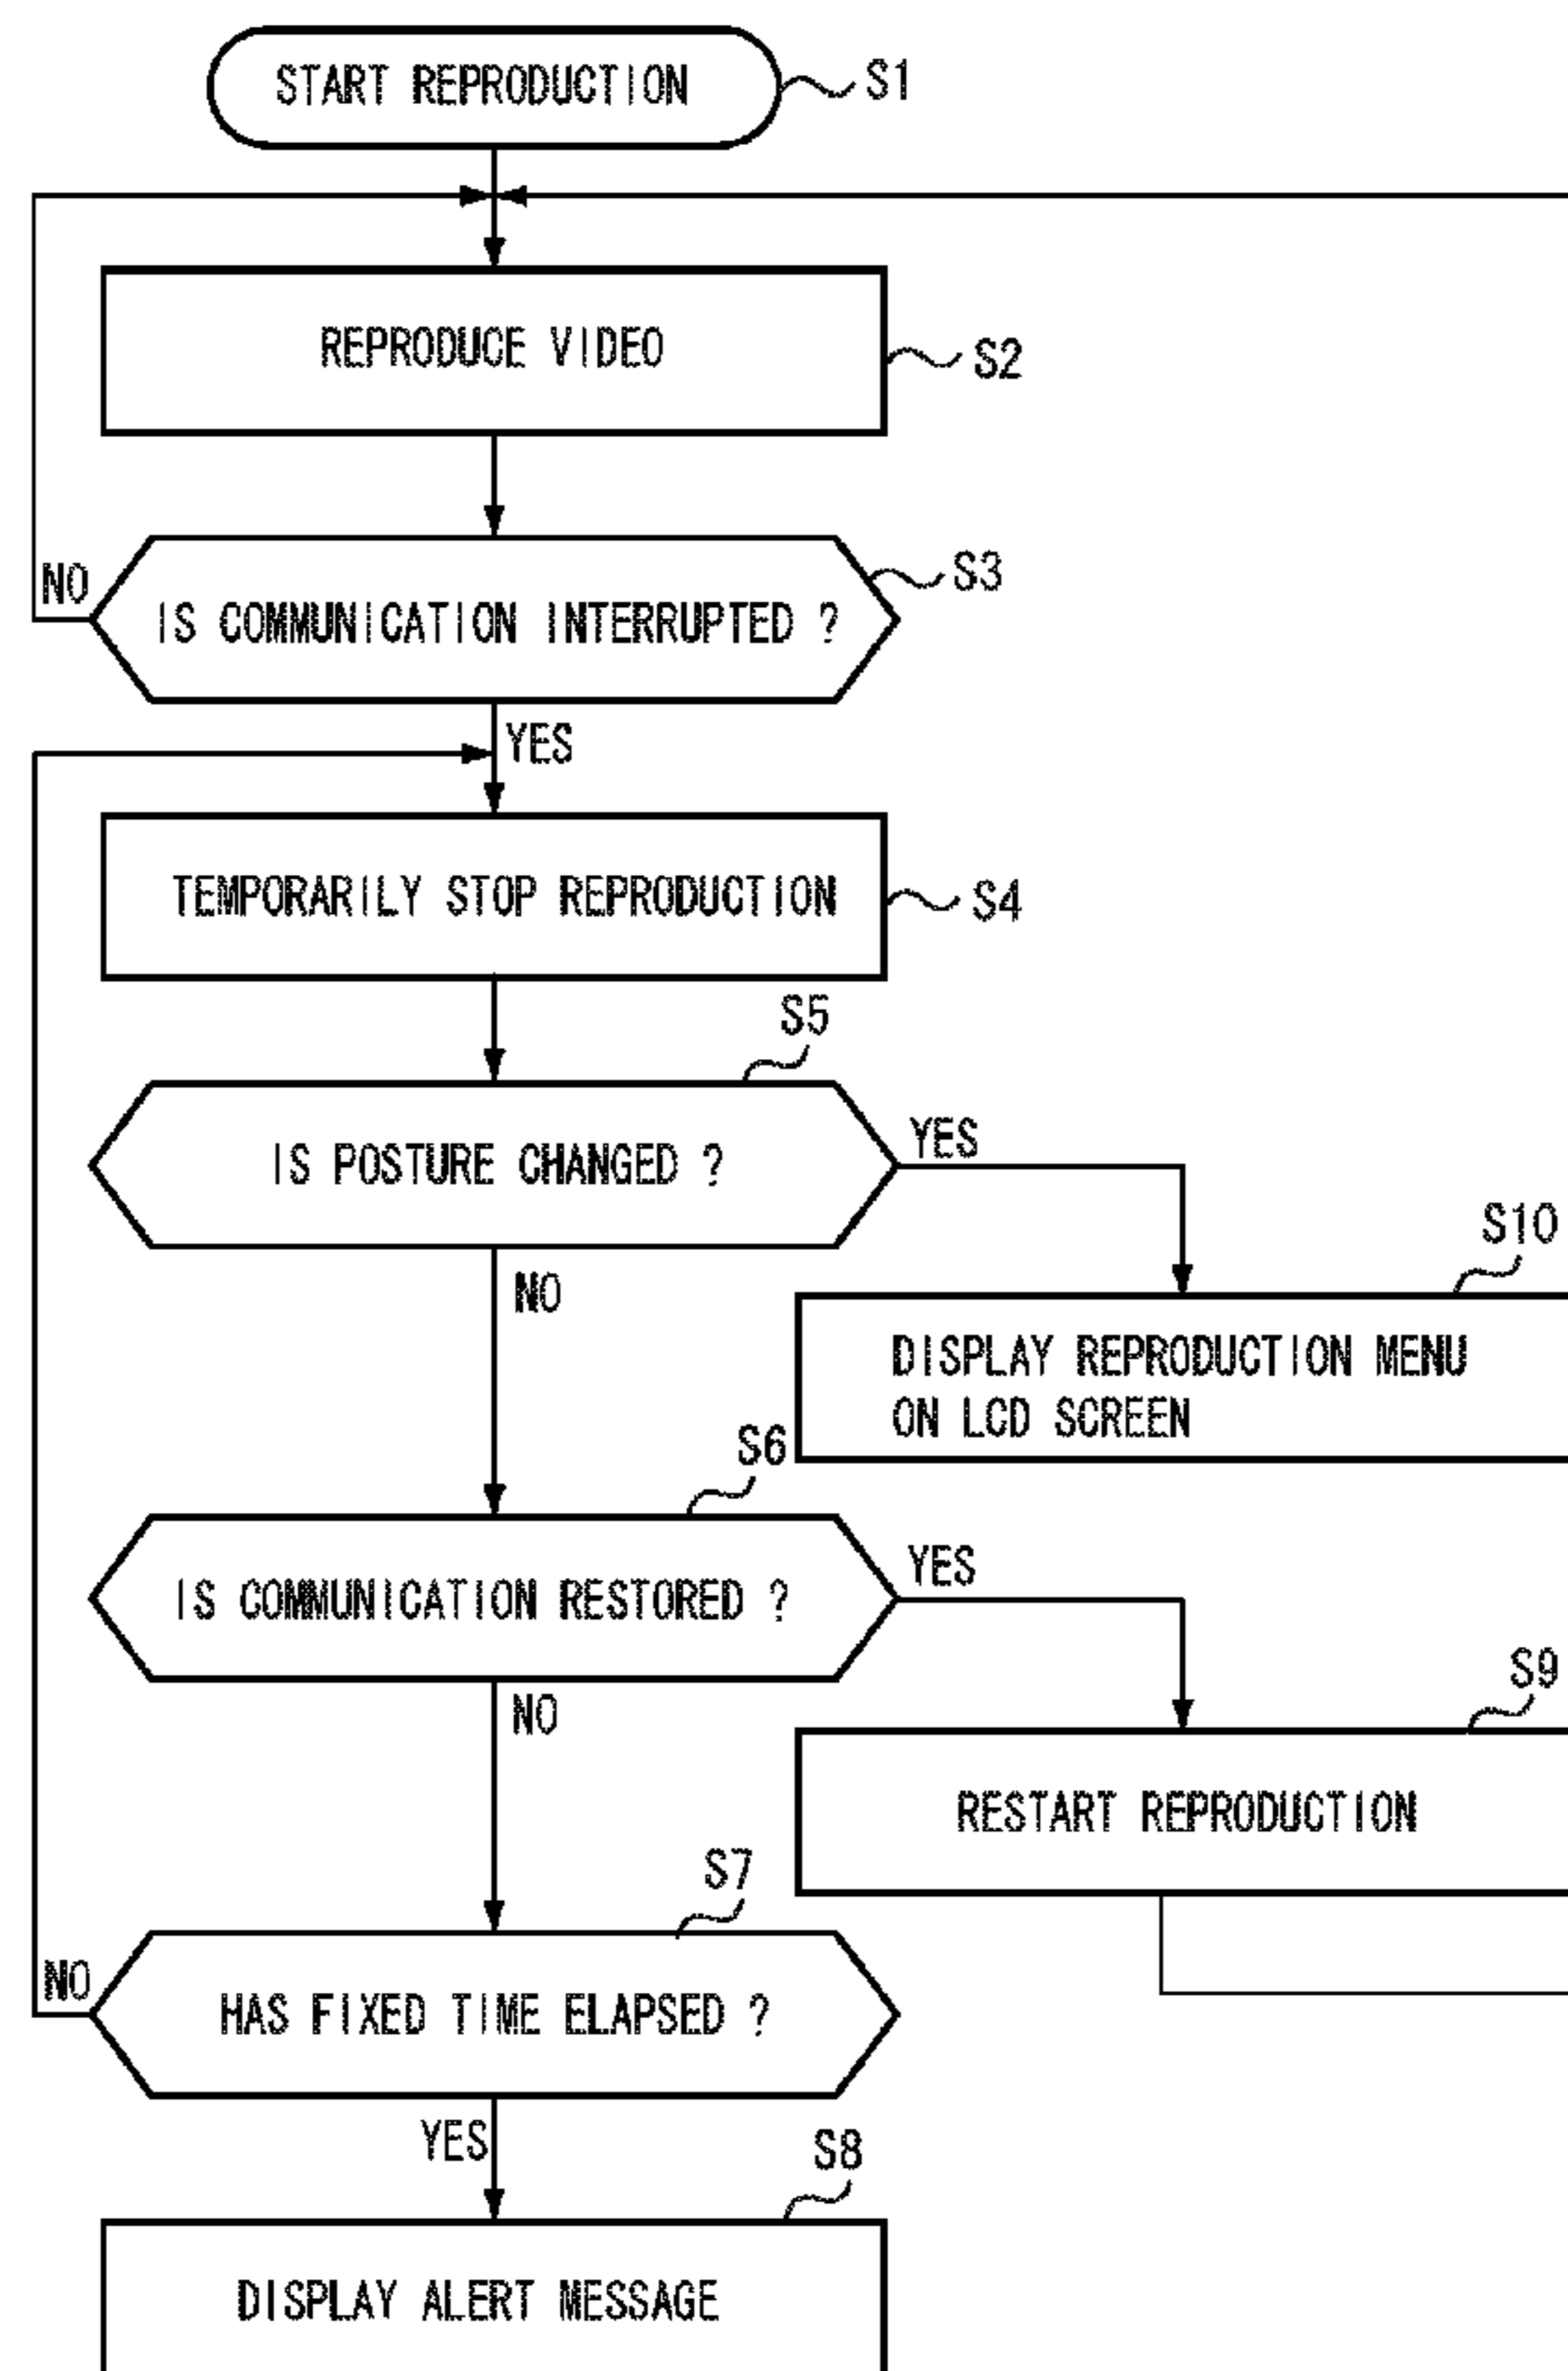 START REPRODUCTION
S1
REPRODUCE VIDEO
S2
S3
NO
IS COMMUNICATION INTERRUPTED ?
YES
TEMPORARILY STOP REPRODUCTION
S4
S5
IS POSTURE CHANGED ?
YES
S10
NO
DISPLAY REPRODUCTION MENU
ON LCD SCREEN
S6
IS COMMUNICATION RESTORED ?
YES
S9
NO
RESTART REPRODUCTION
S7
NO
HAS FIXED TIME ELAPSED ?
YES
S8
DISPLAY ALERT MESSAGE